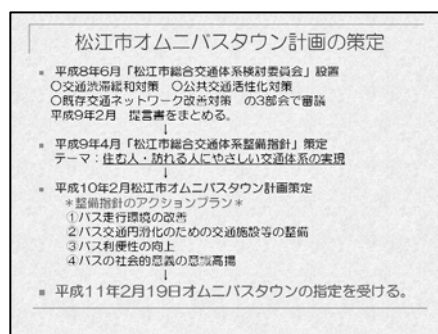 松江市オムニバスタウン計画の策定
平成8年6月「松江市総合交通体系検討委員会」設置
○交通渋滞緩和対策 ○公共交通活性化対策
○既存交通ネットワーク改善対策 の3部会で審議
平成9年2月 提言書をまとめる。
↓
平成9年4月「松江市総合交通体系整備指針」策定
テーマ：住む人・訪れる人にやさしい交通体系の実現
↓
平成10年2月松江市オムニバスタウン計画策定
＊整備指針のアクションプラン＊
①バス走行環境の改善
②バス交通円滑化のための交通施設等の整備
③バス利便性の向上
④バスの社会的意義の意識高揚
↓
平成11年2月19日オムニバスタウンの指定を受ける。